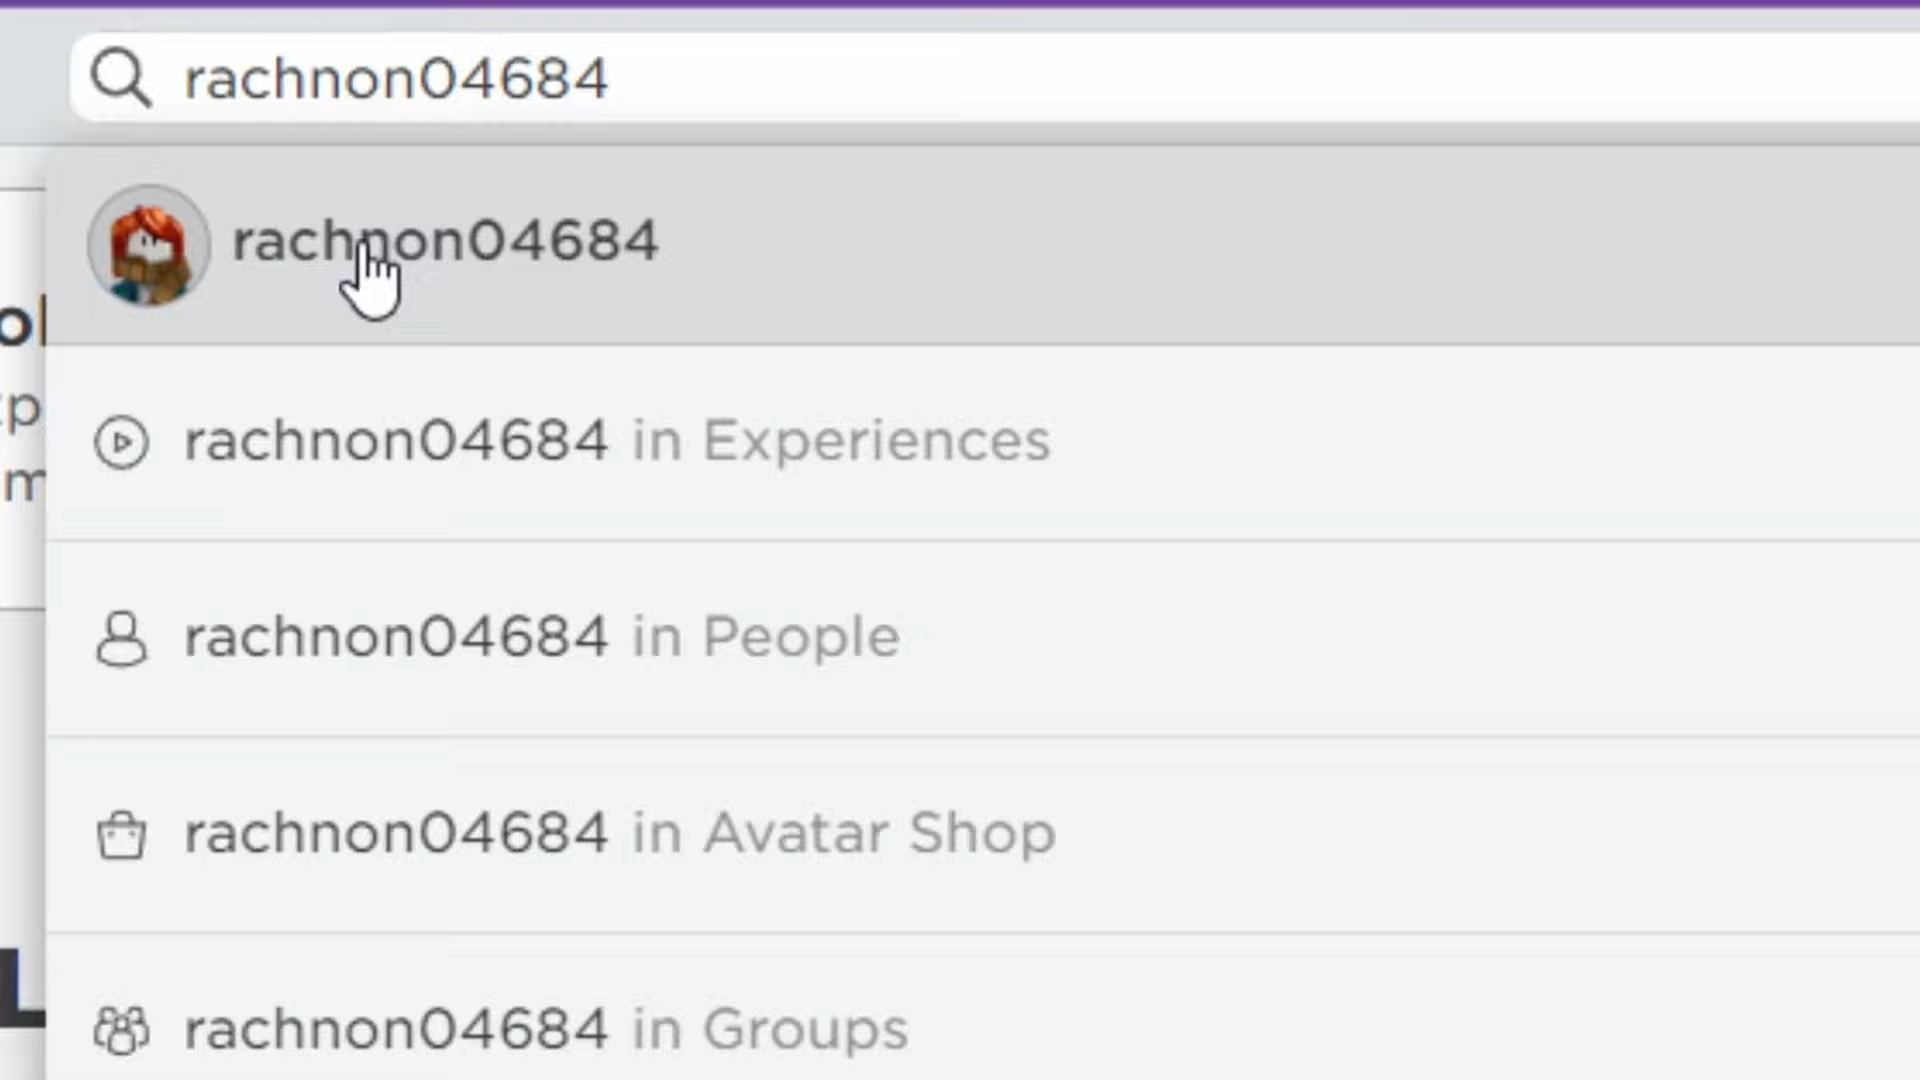 rachnon04684
rachnon04684
rachnon04684 in Experiences
rachnon04684 in People
rachnon04684 in Avatar Shop
rachnon04684 in Groups